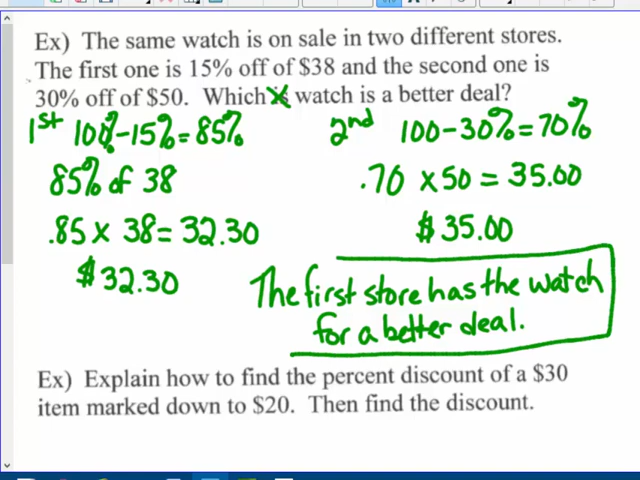 Ex) The same watch is on sale in two different stores.
The first one is 15% off of $38 and the second one is
30% off of $50. Which is watch is a better deal?
1st 100%-15%=85%
85% of 38
.85 x 38 = 32.30
$32.30
2nd 100-30%=70%
.70 x 50 = 35.00
$35.00
The first store has the watch
for a better deal.
Ex) Explain how to find the percent discount of a $30
item marked down to $20. Then find the discount.